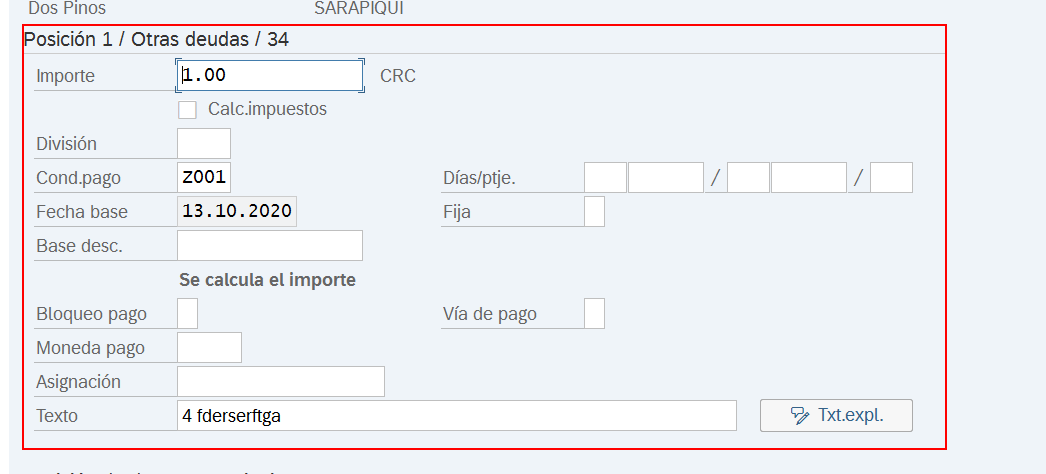 Dos Pinos SARAPIQUI
Posición 1 / Otras deudas / 34
Importe 1.00 CRC
Calc.impuestos
División
Cond.pago Z001 Días/ptje. / /
Fecha base 13.10.2020 Fija
Base desc.
Se calcula el importe
Bloqueo pago Vía de pago
Moneda pago
Asignación
Texto 4 fderserftga Txt.expl.